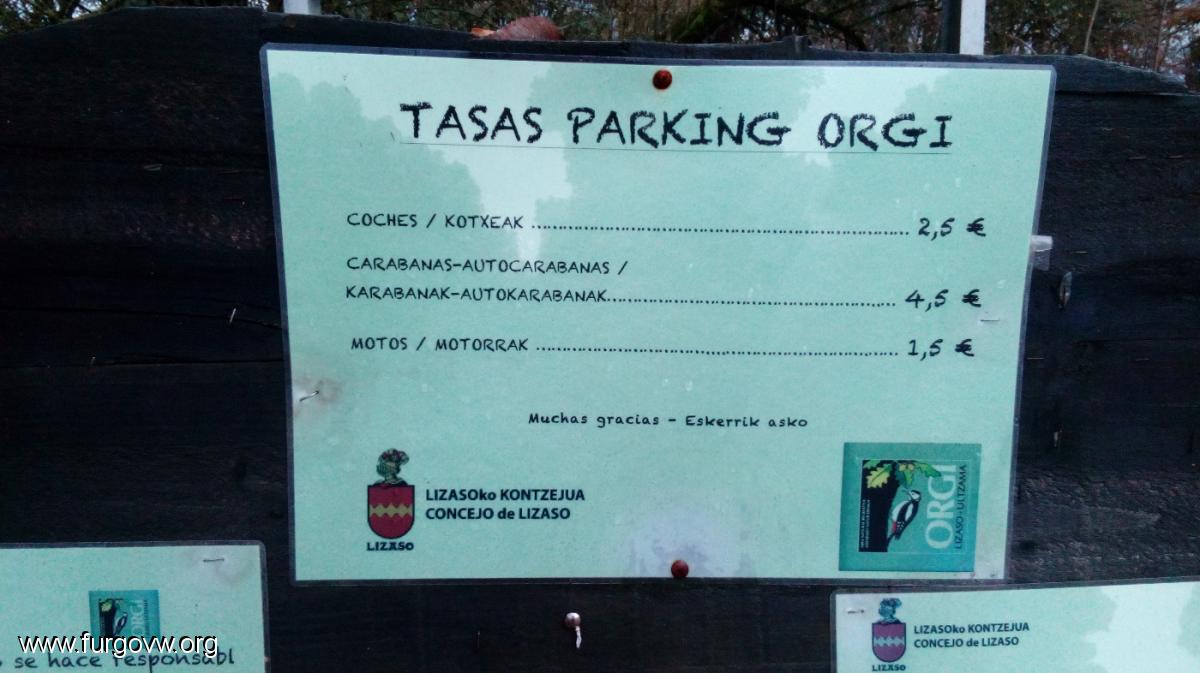 TASAS PARKING ORGI
COCHES / KOTXEAK ........................................................................ 2,5 €
CARABANAS-AUTOCARABANAS /
KARABANAK-AUTOKARABANAK....................................................... 4,5 €
MOTOS / MOTORRAK ..................................................................... 1,5 €
Muchas gracias - Eskerrik asko
LIZASOko KONTZEJUA
CONCEJO de LIZASO
LIZASO
ORGI
LIZASO - ULTZAMA
ORGI
se hace responsabl
www.furgovw.org
LIZASOko KONTZEJUA
CONCEJO de LIZASO
LIZASO